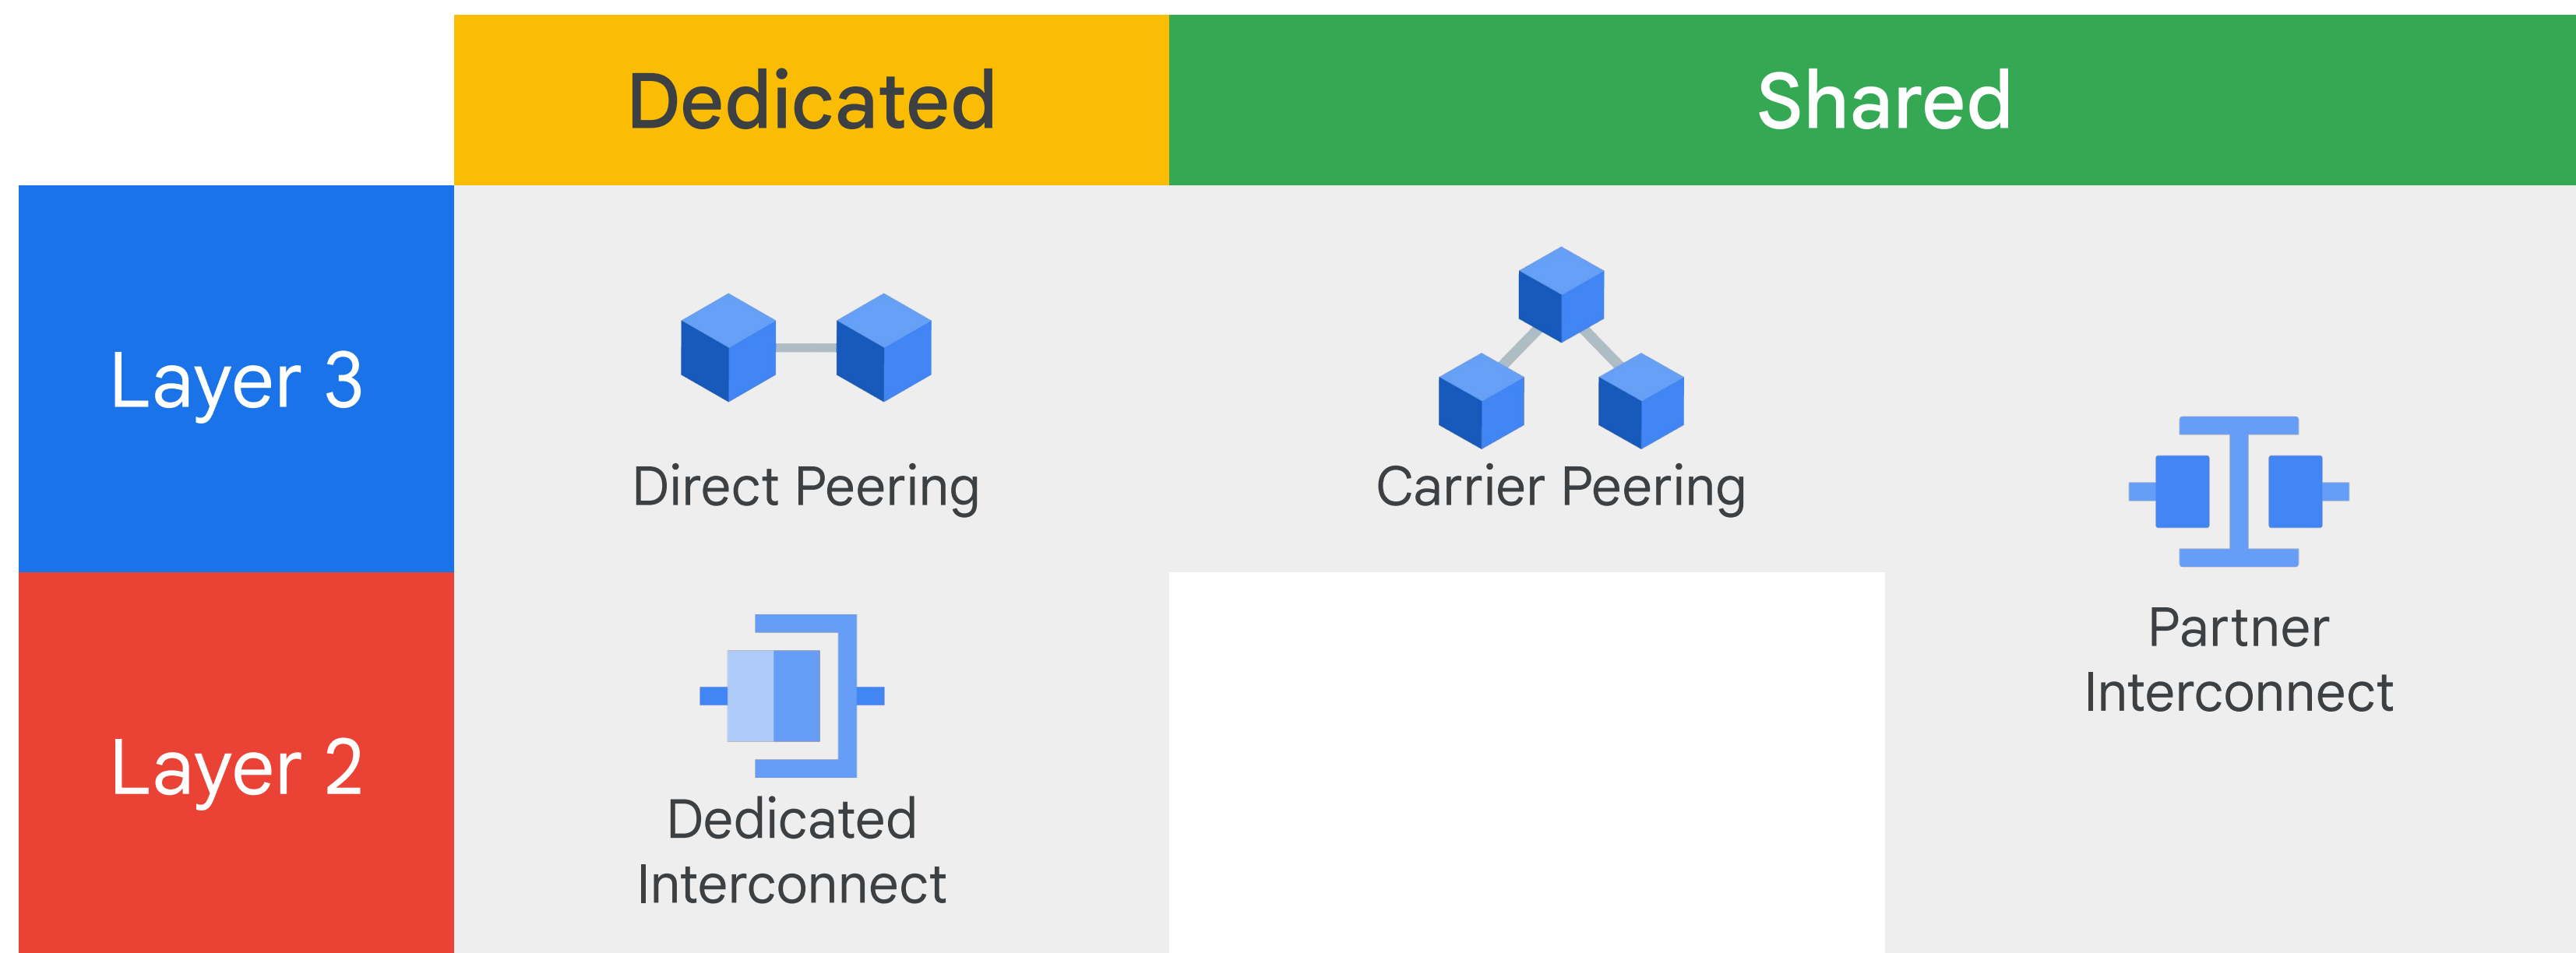 Dedicated
Shared
Layer 3
Direct Peering
Carrier Peering
Partner
Interconnect
Layer 2
Dedicated
Interconnect